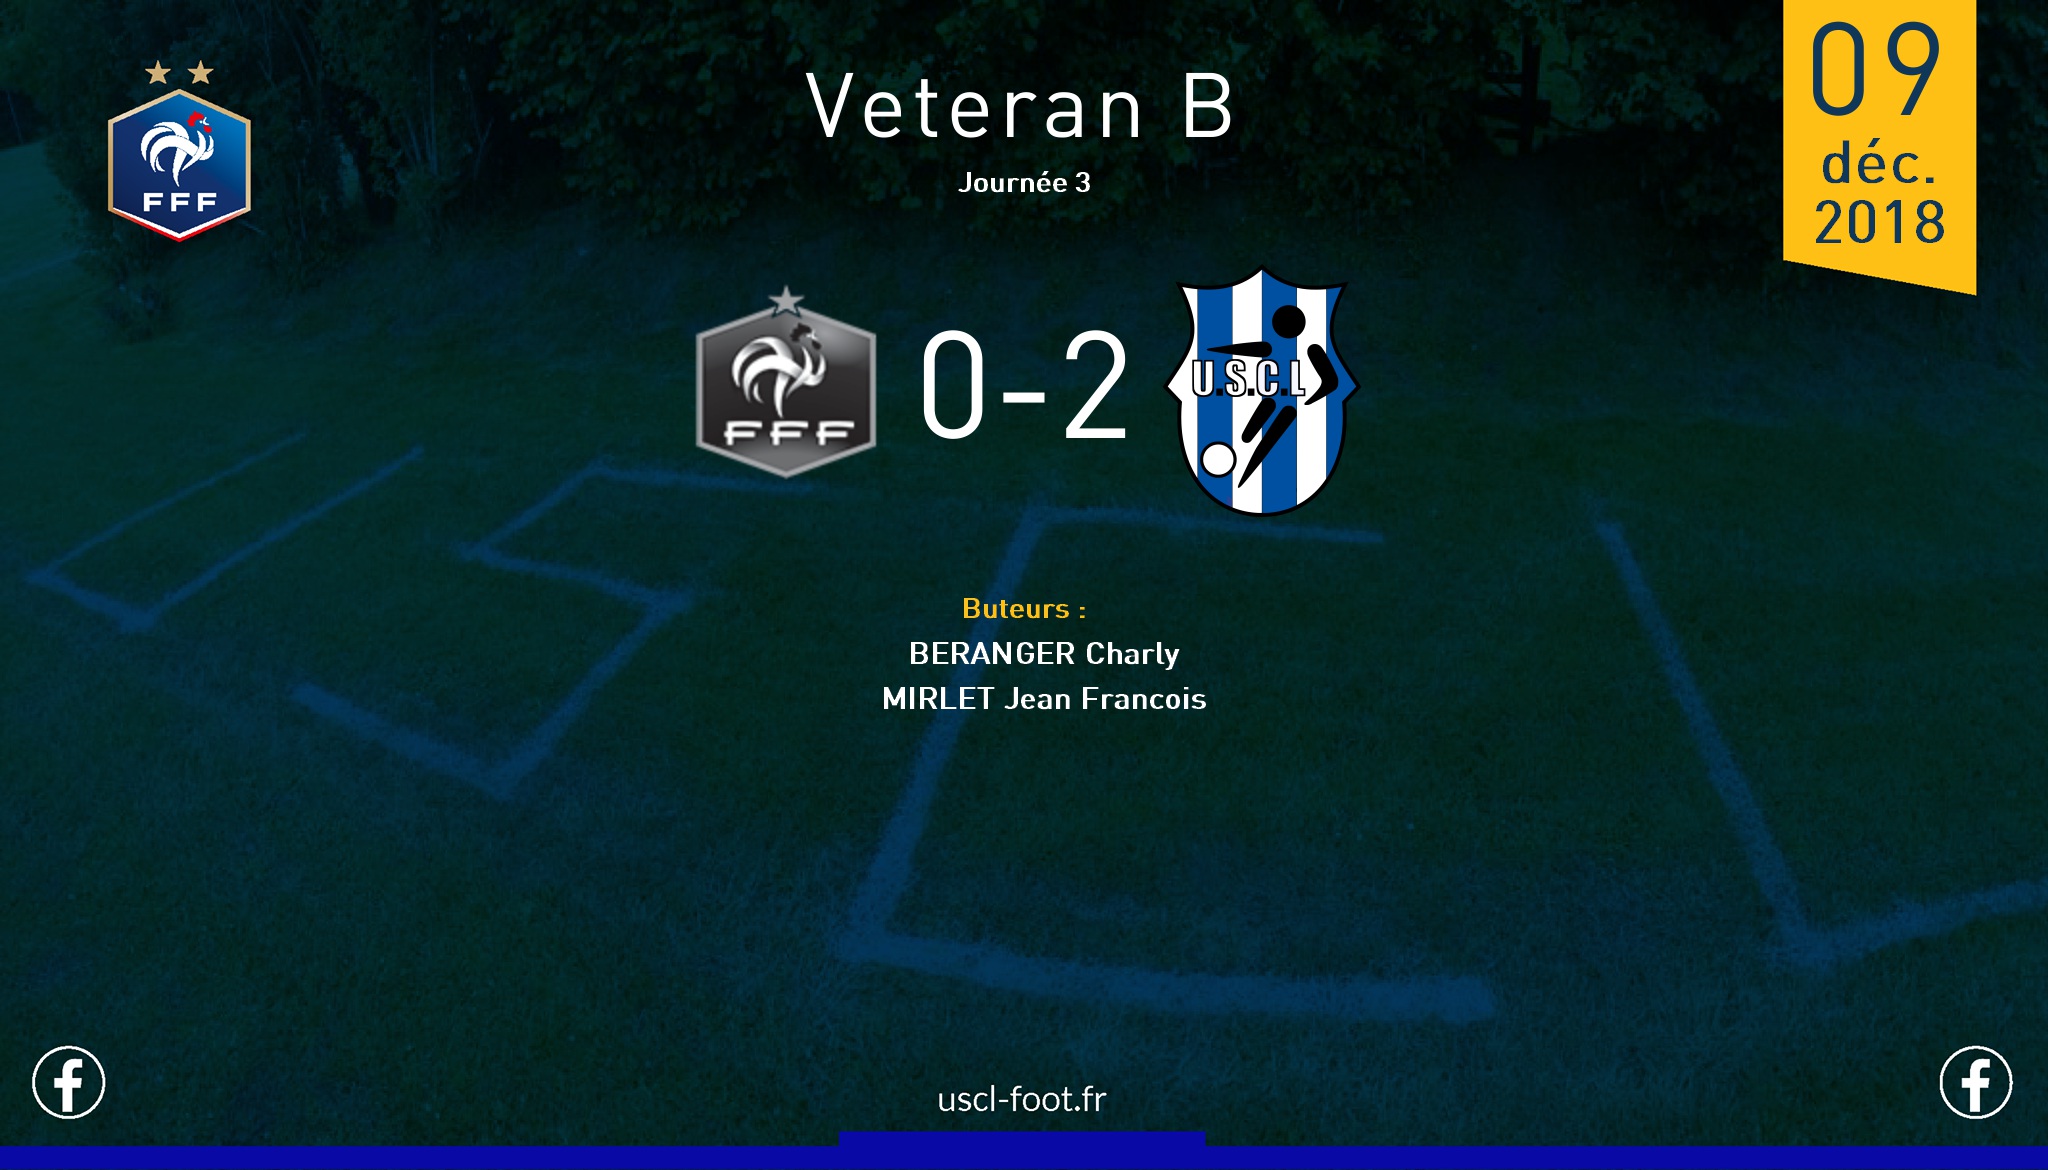 Veteran B
Journée 3
09
déc.
2018
FFF
FFF
0-2
U.S.C.L
Buteurs :
BERANGER Charly
MIRLET Jean Francois
USCL
uscl-foot.fr